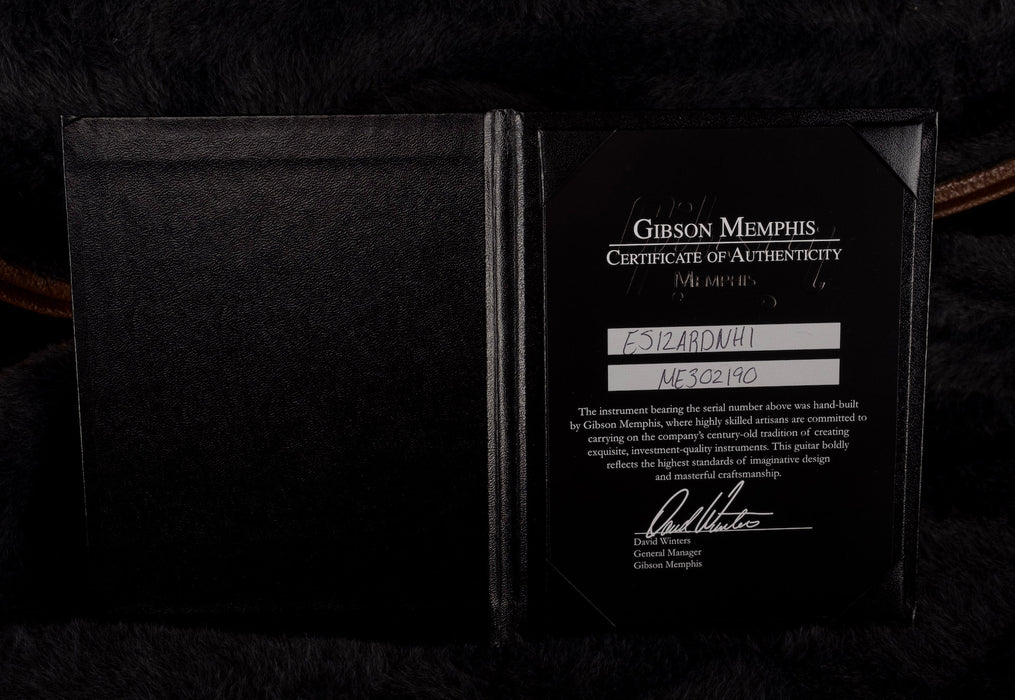 GIBSON MEMPHIS
CERTIFICATE OF AUTHENTICITY
MEMPHIS
ES12ARDNH1
ME302190
The instrument bearing the serial number above was hand-built
by Gibson Memphis, where highly skilled artisans are committed to
carrying on the company's century-old tradition of creating
exquisite, investment-quality instruments. This guitar boldly
reflects the highest standards of imaginative design
and masterful craftsmanship.
David Winters
David Winters
General Manager
Gibson Memphis